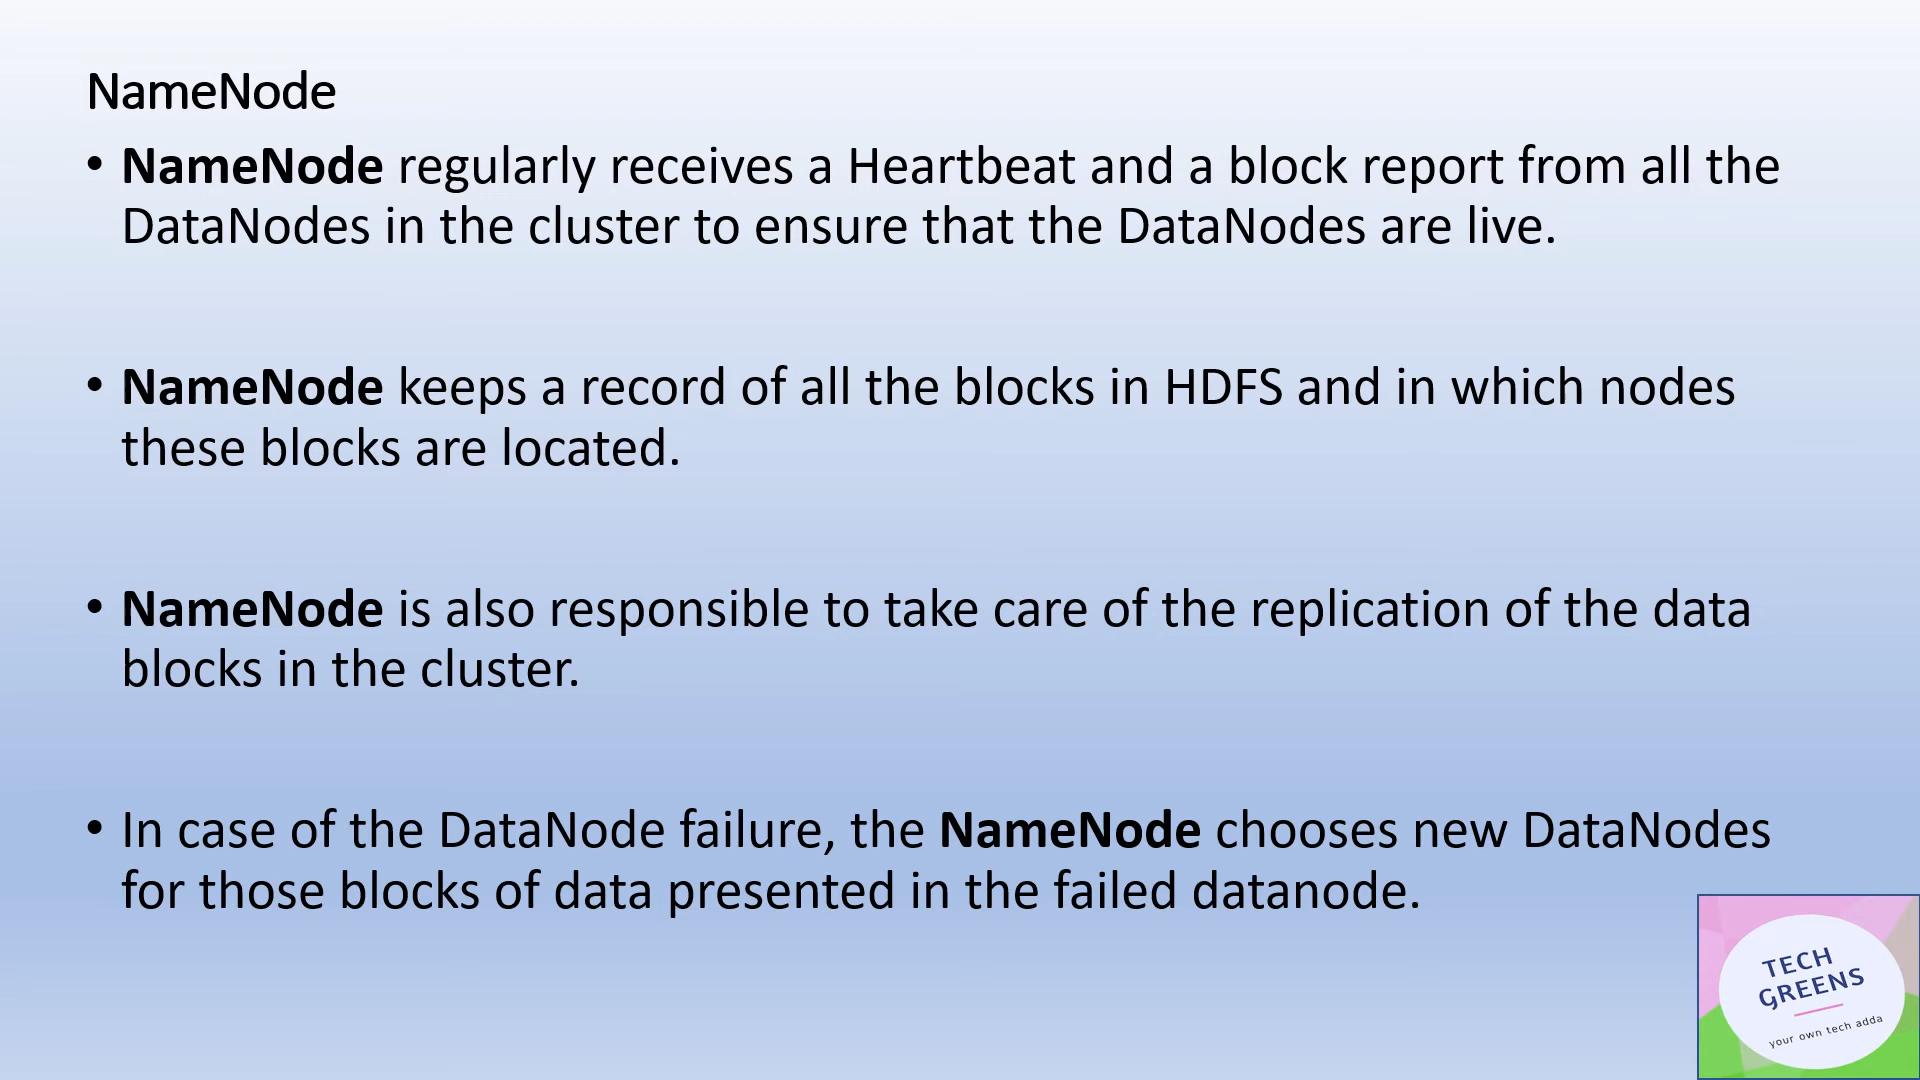 NameNode
• NameNode regularly receives a Heartbeat and a block report from all the
DataNodes in the cluster to ensure that the DataNodes are live.
• NameNode keeps a record of all the blocks in HDFS and in which nodes
these blocks are located.
• NameNode is also responsible to take care of the replication of the data
blocks in the cluster.
• In case of the DataNode failure, the NameNode chooses new DataNodes
for those blocks of data presented in the failed datanode.
TECH
GREENS
your own tech adda